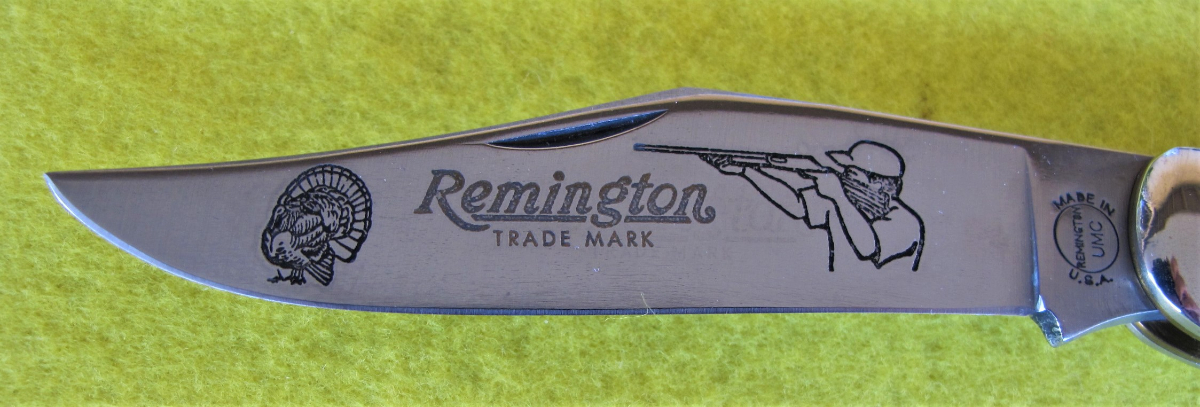 Remington
TRADE MARK
MADE IN
REMINGTON
UMC
U.S.A.